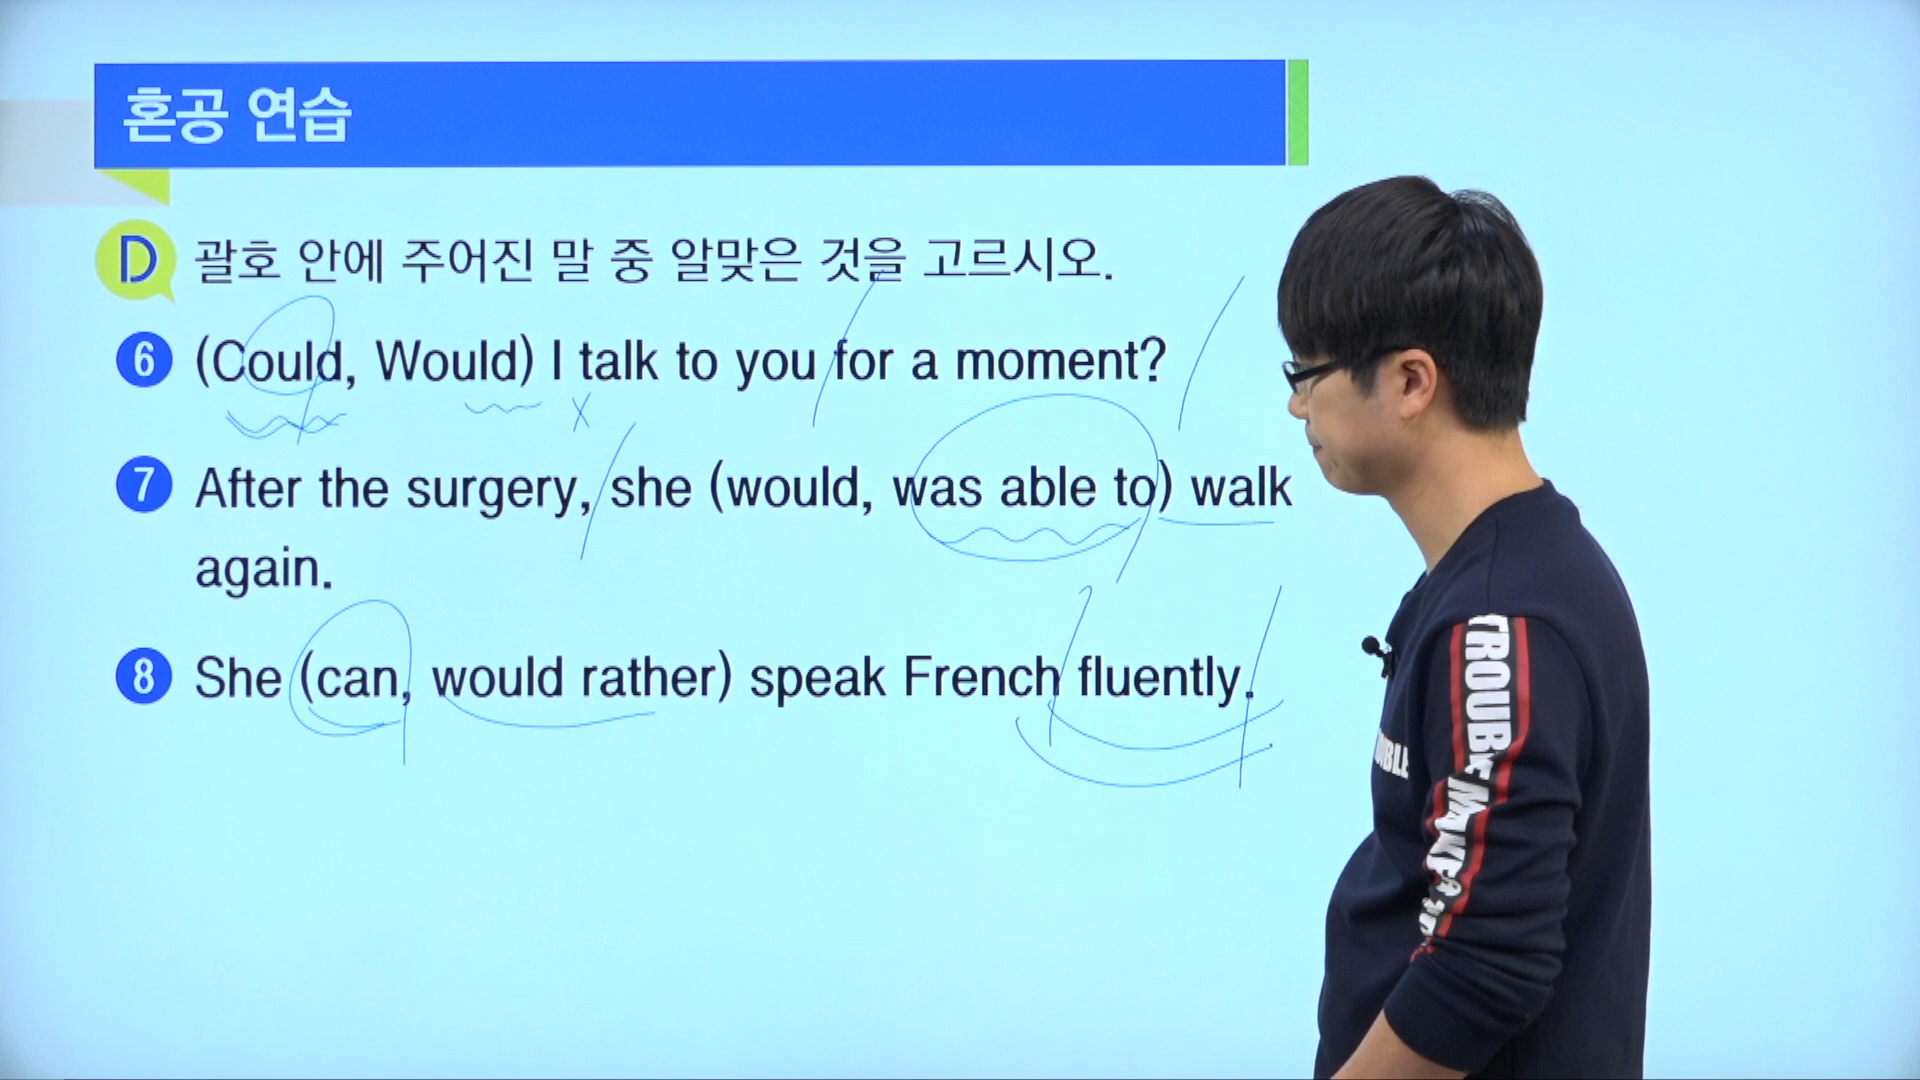 혼공 연습
D 괄호 안에 주어진 말 중 알맞은 것을 고르시오.
6 (Could, Would) I talk to you for a moment?
7 After the surgery, she (would, was able to) walk
again.
8 She (can, would rather) speak French fluently.
TROUBLE MAKER